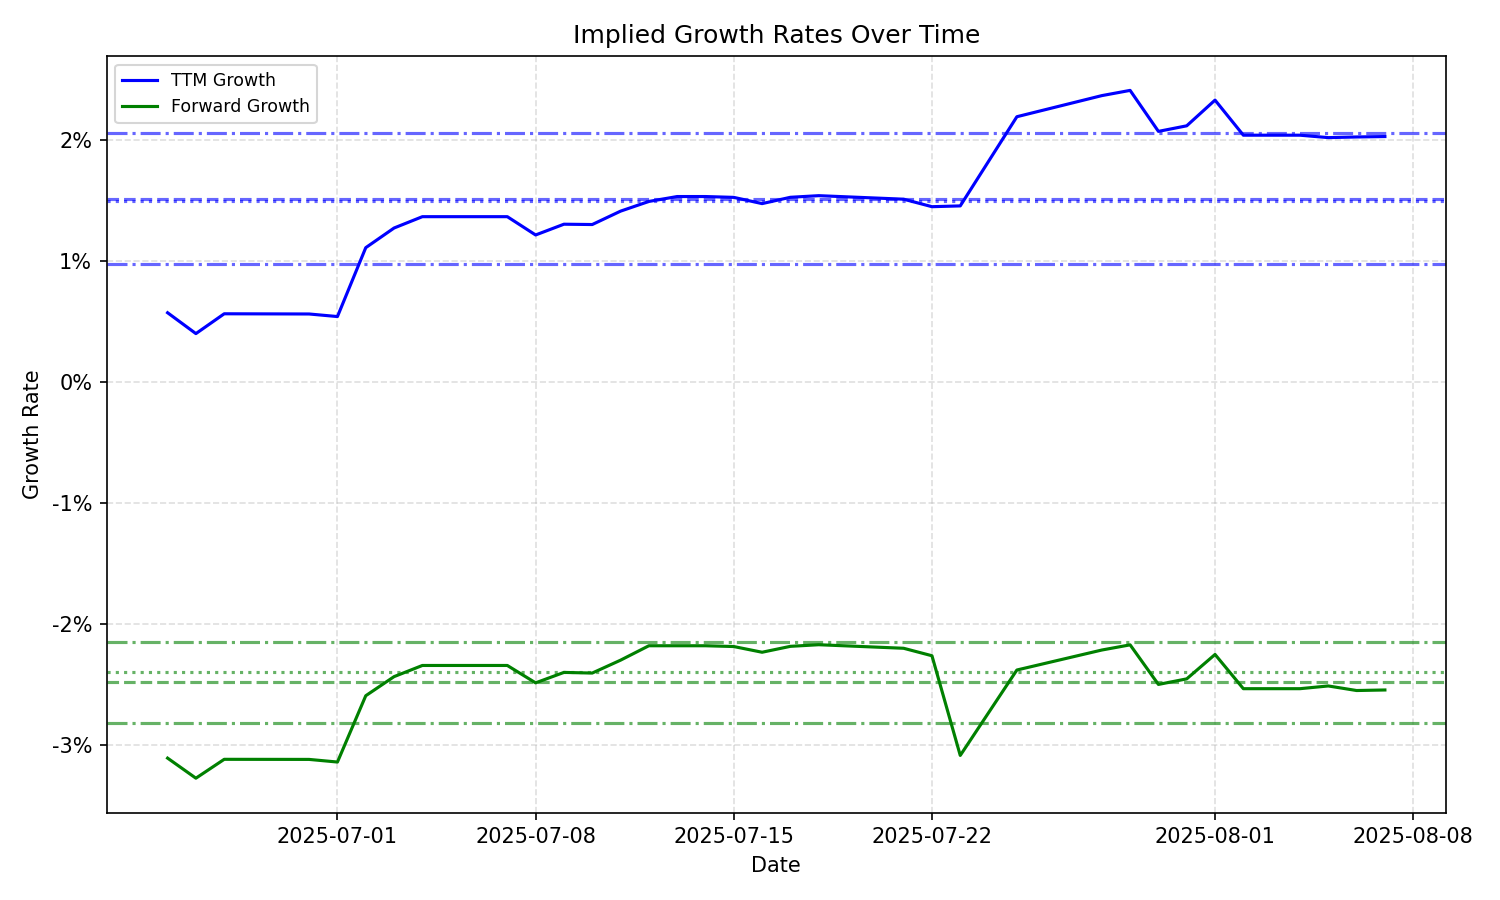 Implied Growth Rates Over Time
TTM Growth
Forward Growth
2%
1%
0%
-1%
-2%
-3%
Growth Rate
2025-07-01
2025-07-08
2025-07-15
2025-07-22
2025-08-01
2025-08-08
Date